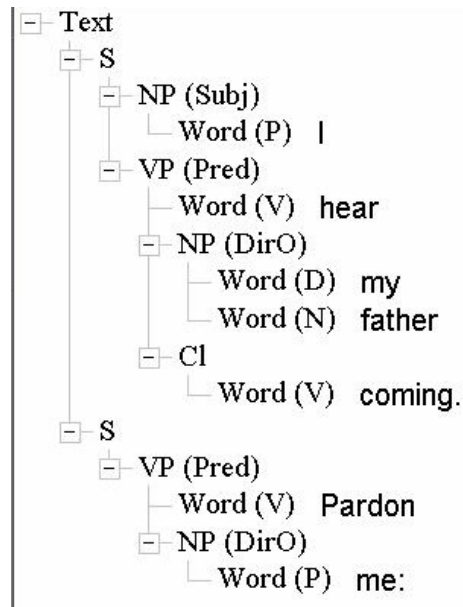 Text
S
NP (Subj)
Word (P) I
VP (Pred)
Word (V) hear
NP (DirO)
Word (D) my
Word (N) father
Cl
Word (V) coming.
S
VP (Pred)
Word (V) Pardon
NP (DirO)
Word (P) me: